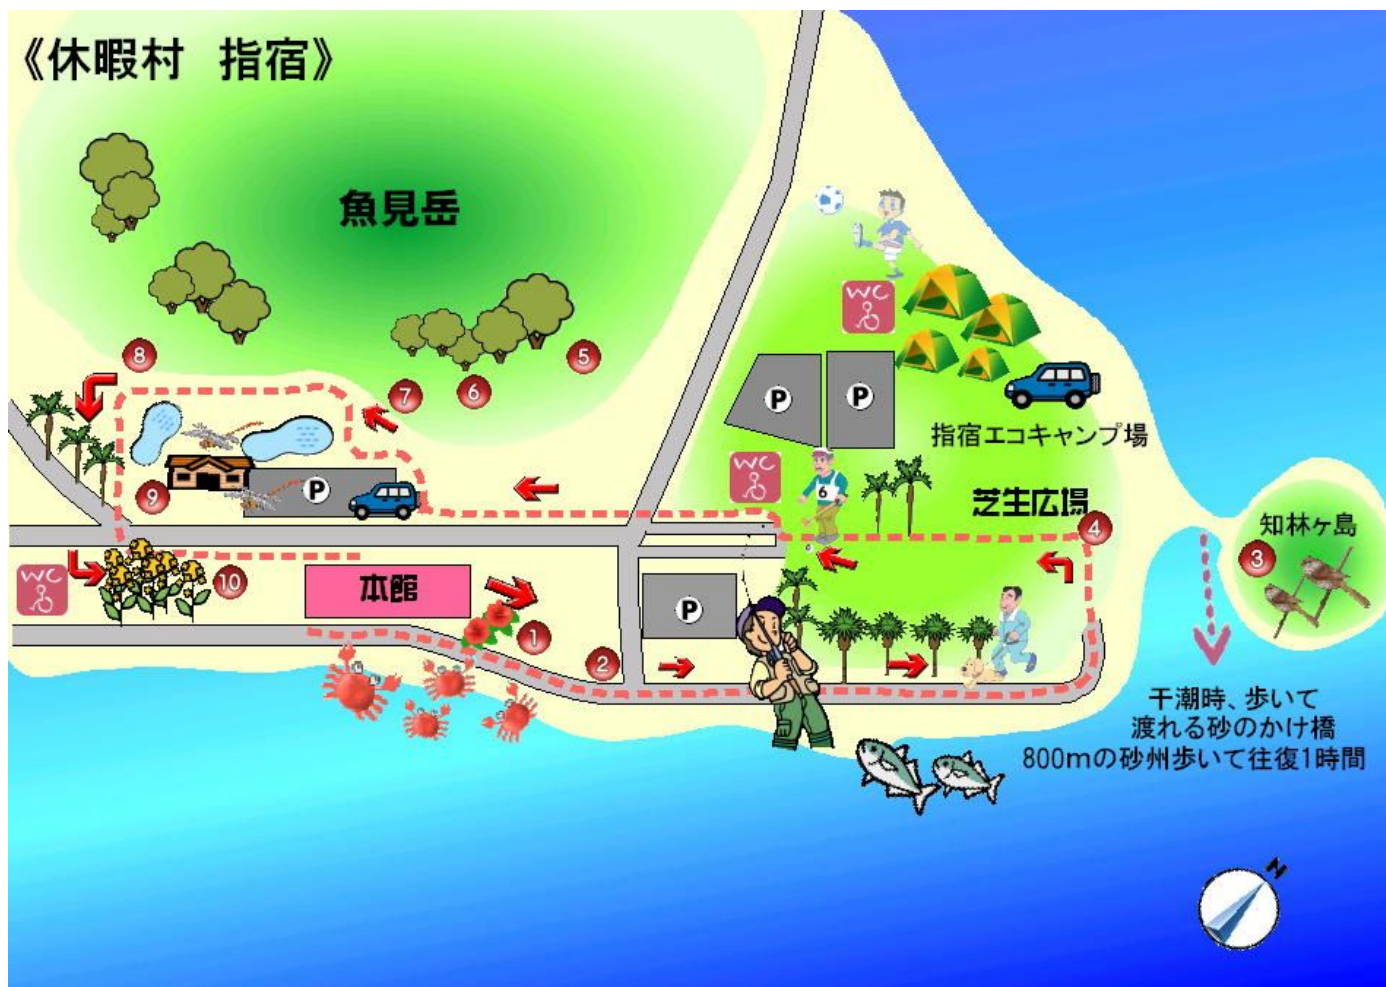 《休暇村 指宿》
魚見岳
WC
5
8
7
6
P
P
指宿エコキャンプ場
WC
6
芝生広場
知林ヶ島
3
4
9
P
WC
10
本館
1
P
2
干潮時、歩いて
渡れる砂のかけ橋
800mの砂州歩いて往復1時間
N